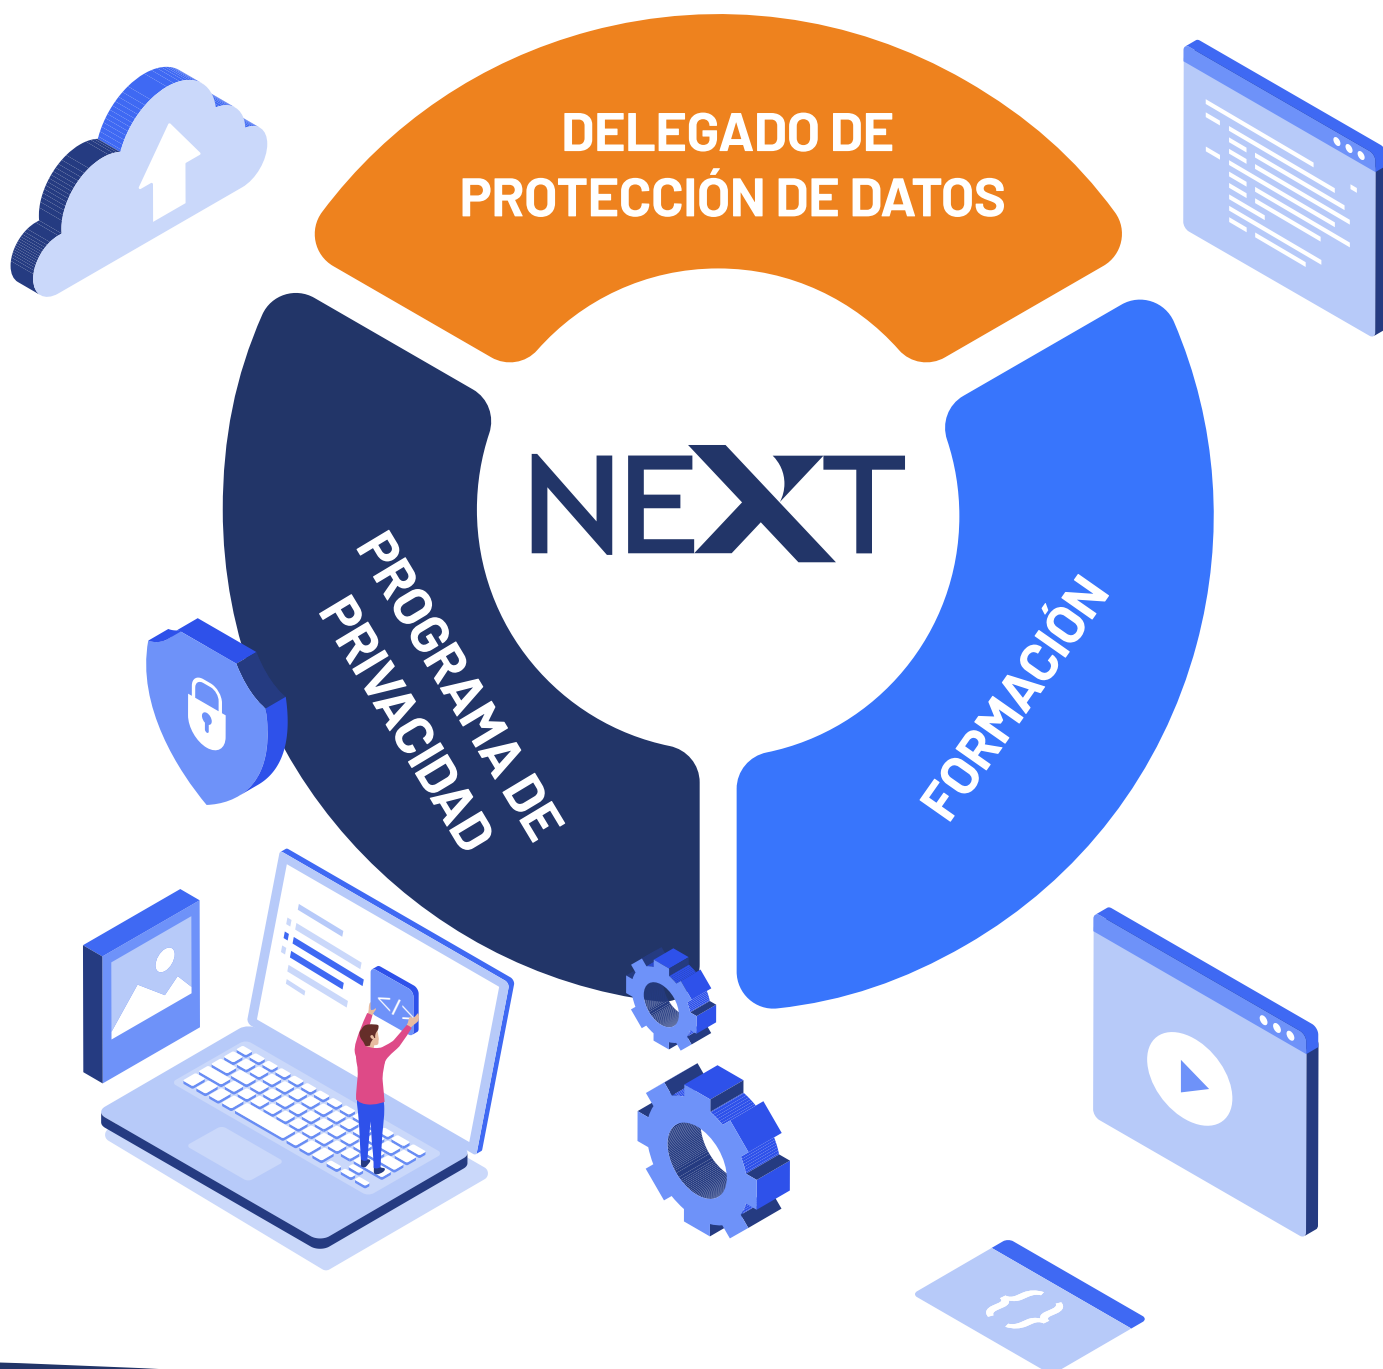 DELEGADO DE
PROTECCIÓN DE DATOS
NEXT
PROGRAMA DE
PRIVACIDAD
FORMACIÓN
</>
{}